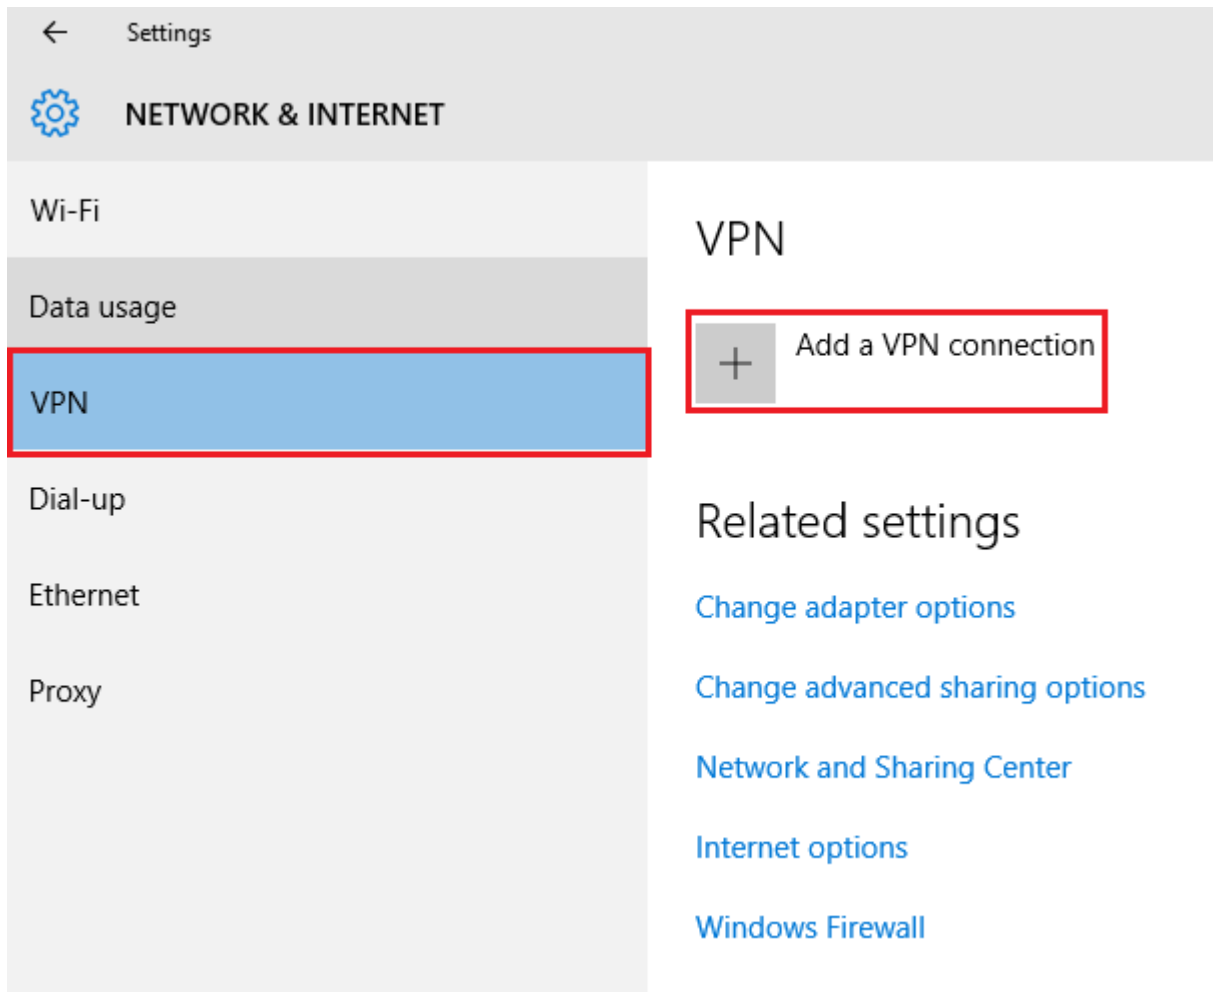 Settings
NETWORK & INTERNET
Wi-Fi
Data usage
VPN
Dial-up
Ethernet
Proxy
VPN
Add a VPN connection
Related settings
Change adapter options
Change advanced sharing options
Network and Sharing Center
Internet options
Windows Firewall